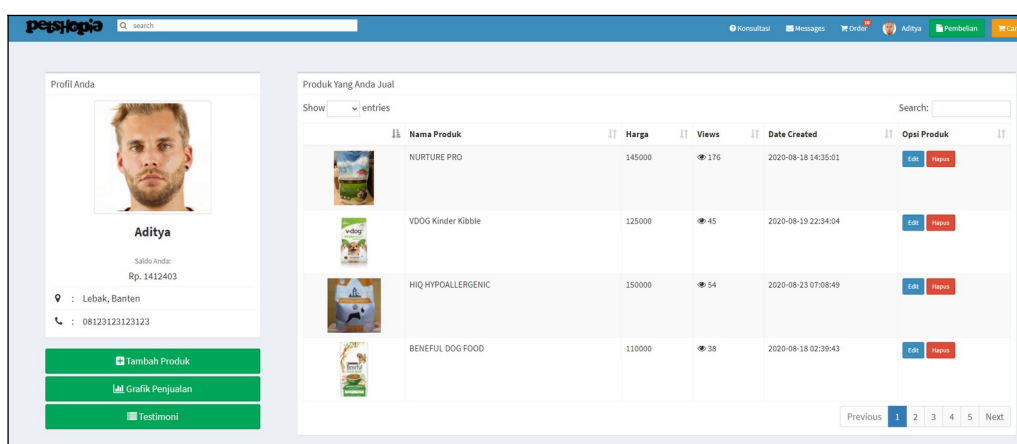 petshopia
search
Konsultasi Messages Order Aditya Pembelian
Profil Anda
Aditya
Saldo Anda:
Rp. 1412403
: Lebak, Banten
: 08123123123123
Tambah Produk
Grafik Penjualan
Testimoni
Produk Yang Anda Jual
Show entries
Search:
Nama Produk Harga Views Date Created Opsi Produk
NURTURE PRO 145000 176 2020-08-18 14:35:01 Edit Hapus
v-dog
VDOG Kinder Kibble 125000 45 2020-08-19 22:34:04 Edit Hapus
HIQ HYPOALLERGENIC 150000 54 2020-08-23 07:08:49 Edit Hapus
Beneful
BENEFUL DOG FOOD 110000 38 2020-08-18 02:39:43 Edit Hapus
Previous 1 2 3 4 5 Next